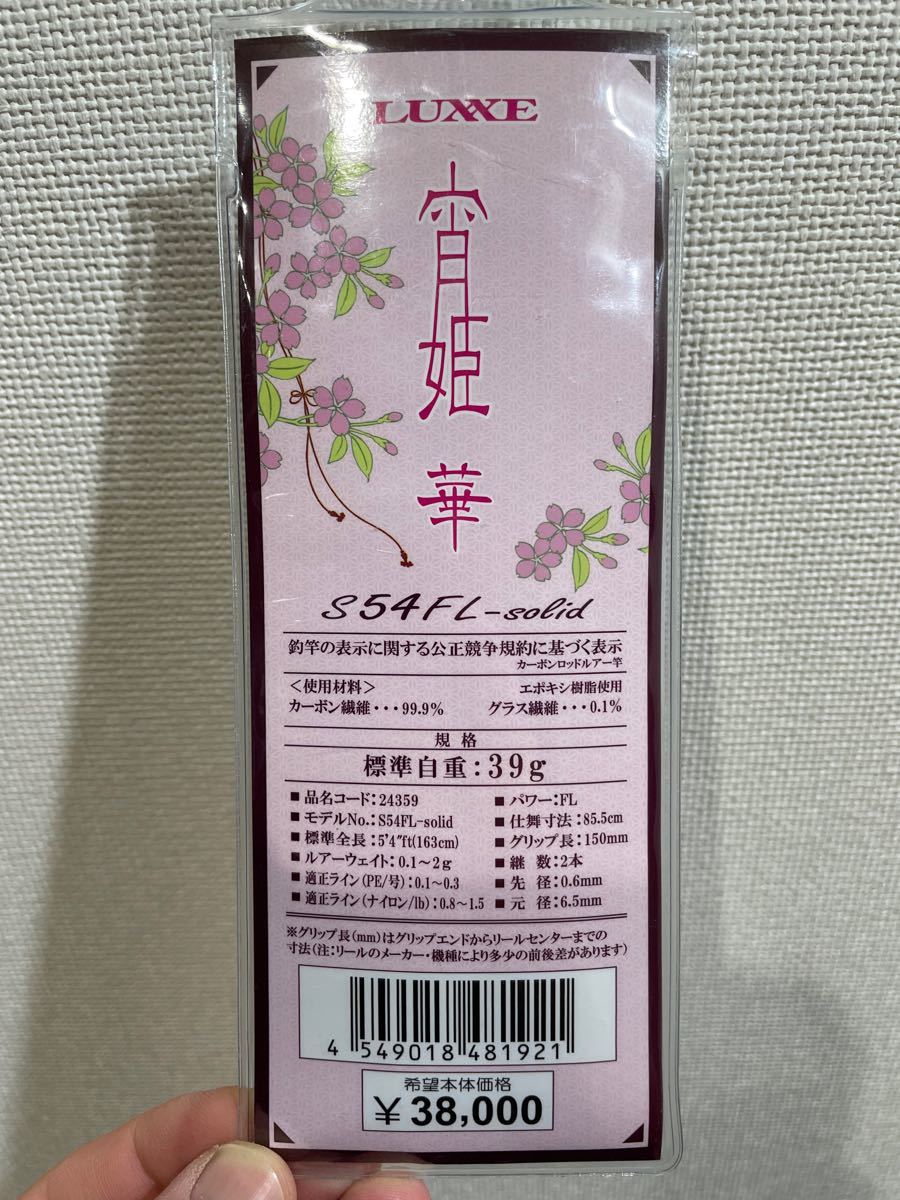 LUXXE
宵姫
華
S54FL-solid
釣竿の表示に関する公正競争規約に基づく表示
カーボンロッドルアー竿
＜使用材料＞ エポキシ樹脂使用
カーボン繊維・・・99.9% グラス繊維・・・0.1%
規格
標準自重：39g
■ 品名コード：24359 ■ パワー：FL
■ モデルNo.：S54FL-solid ■ 仕舞寸法：85.5cm
■ 標準全長：5'4"ft(163cm) ■ グリップ長：150mm
■ ルアーウェイト：0.1〜2g ■ 継 数：2本
■ 適正ライン(PE/号)：0.1〜0.3 ■ 先 径：0.6mm
■ 適正ライン(ナイロン/lb)：0.8〜1.5 ■ 元 径：6.5mm
※グリップ長(mm)はグリップエンドからリールセンターまでの
寸法(注：リールのメーカー・機種により多少の前後差があります)
4 549018 481921
希望本体価格
￥38,000